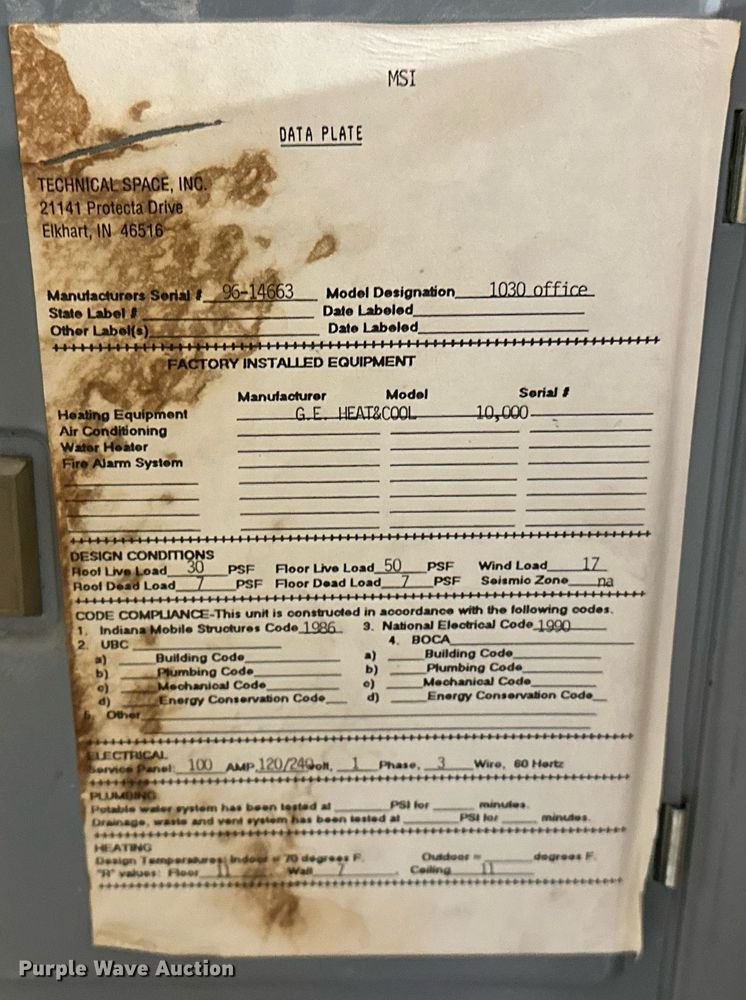 MSI
DATA PLATE
TECHNICAL SPACE, INC.
21141 Protecta Drive
Elkhart, IN 46516
Manufacturers Serial # 96-14663 Model Designation 1030 office
State Label # Date Labeled
Other Label(s) Date Labeled
FACTORY INSTALLED EQUIPMENT
Manufacturer Model Serial #
Heating Equipment G.E. HEAT&COOL 10,000
Air Conditioning
Water Heater
Fire Alarm System
DESIGN CONDITIONS
Roof Live Load 30 PSF Floor Live Load 50 PSF Wind Load 17
Roof Dead Load 7 PSF Floor Dead Load 7 PSF Seismic Zone na
CODE COMPLIANCE-This unit is constructed in accordance with the following codes.
1. Indiana Mobile Structures Code 1986 3. National Electrical Code 1990
2. UBC 4. BOCA
a) Building Code a) Building Code
b) Plumbing Code b) Plumbing Code
c) Mechanical Code c) Mechanical Code
d) Energy Conservation Code d) Energy Conservation Code
5. Other
ELECTRICAL
Service Panel: 100 AMP, 120/240 olt, 1 Phase, 3 Wire, 60 Hertz
PLUMBING
Potable water system has been tested at PSI for minutes.
Drainage, waste and vent system has been tested at PSI for minutes.
HEATING
Design Temperatures: Indoor = 70 degrees F. Outdoor = degrees F.
"R" values: Floor 11 Wall 7 Ceiling 11
Purple Wave Auction